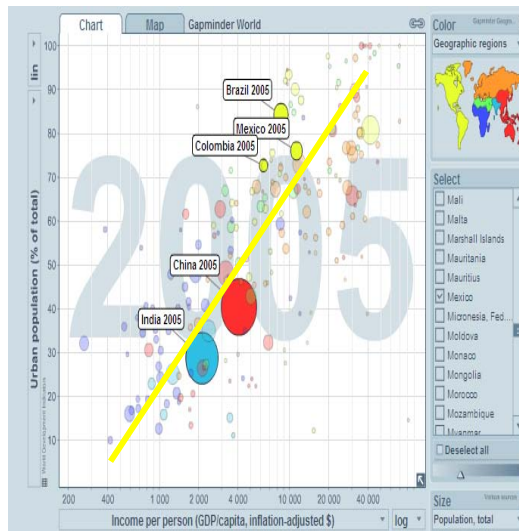 Chart
Map
Gapminder World
Color
Geographic regions
lin
Urban population (% of total)
100
90
80
70
60
50
40
30
20
10
2005
Brazil 2005
Mexico 2005
Colombia 2005
China 2005
India 2005
200
400
1 000
2 000
4 000
10 000
20 000
40 000
Income per person (GDP/capita, inflation-adjusted $)
log
Select
Mali
Malta
Marshall Islands
Mauritania
Mauritius
Mexico
Micronesia, Fed....
Moldova
Monaco
Mongolia
Morocco
Mozambique
Myanmar
Deselect all
Size
Population, total